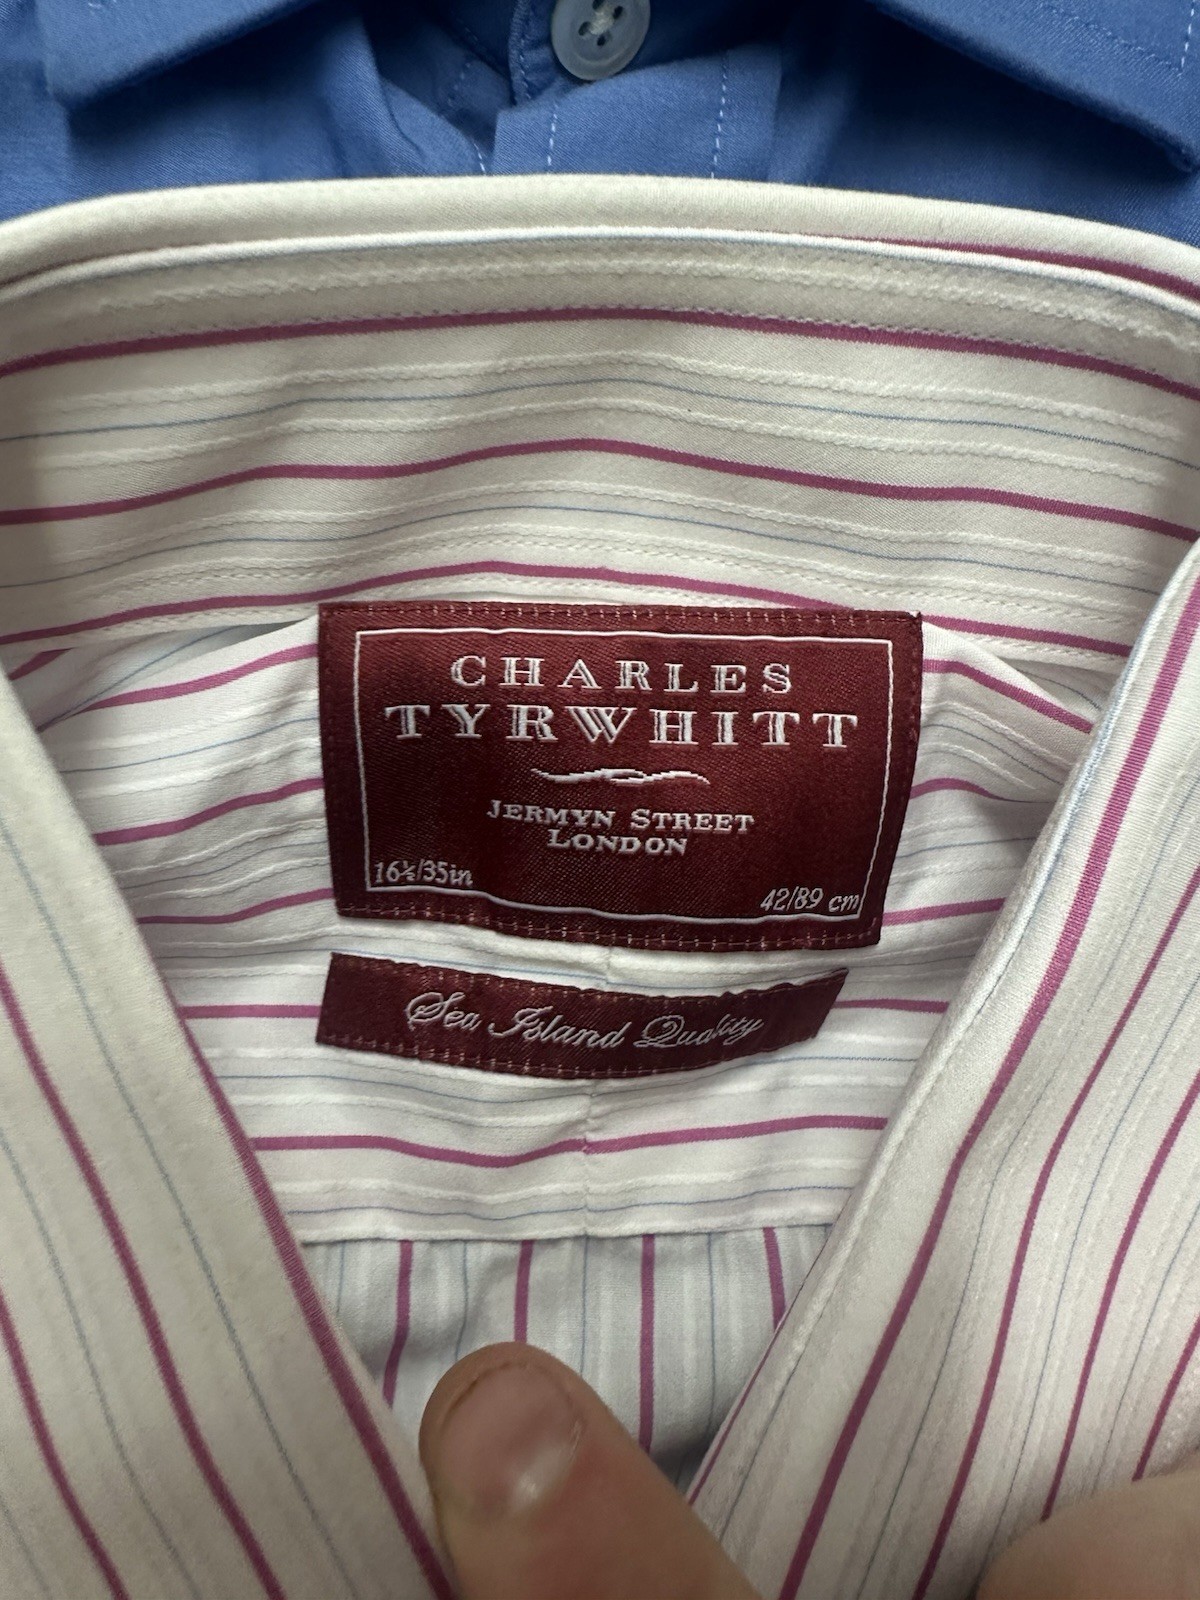 CHARLES
TYRWHITT
JERMYN STREET
LONDON
16½/35in
42/89 cm
Sea Island Quality